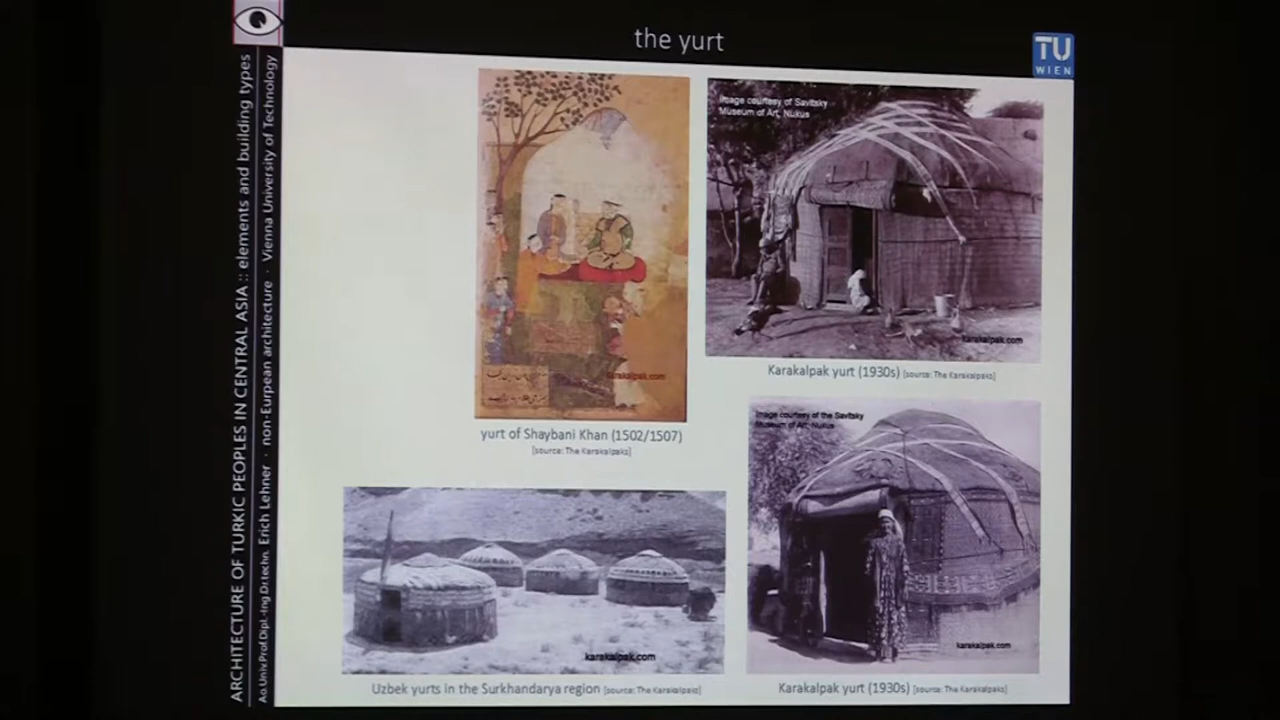 the yurt
TU
WIEN
ARCHITECTURE OF TURKIC PEOPLES IN CENTRAL ASIA :: elements and building types
Ao.Univ.Prof.Dipl.-Ing Dr.techn. Erich Lehner · non-Eurpean architecture · Vienna University of Technology
karakalpak.com
yurt of Shaybani Khan (1502/1507)
[source: The Karakalpaks]
Image courtesy of Savitsky
Museum of Art, Nukus
karakalpak.com
Karakalpak yurt (1930s) [source: The Karakalpaks]
karakalpak.com
Uzbek yurts in the Surkhandarya region [source: The Karakalpaks]
Image courtesy of the Savitsky
Museum of Art, Nukus
karakalpak.com
Karakalpak yurt (1930s) [source: The Karakalpaks]